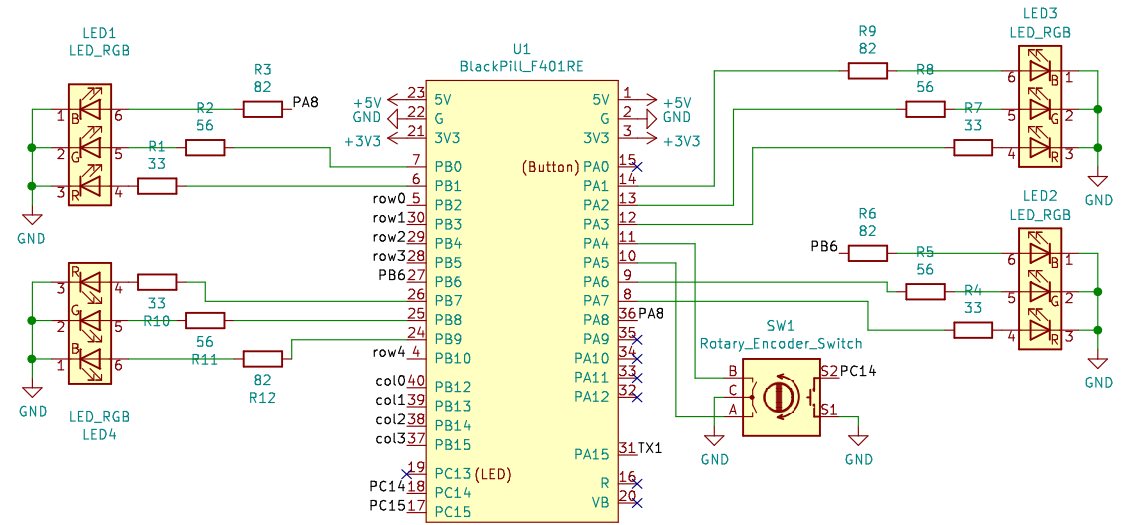 LED1
LED_RGB
R3
82
PA8
R2
56
R1
33
1
B
6
2
G
5
3
R
4
GND
R
3
4
33
R10
G
2
5
56
R11
B
1
6
82
R12
GND
LED_RGB
LED4
U1
BlackPill_F401RE
+5V 23 5V
GND 22 G
+3V3 21 3V3
7 PB0
6 PB1
row0 5 PB2
row1 30 PB3
row2 29 PB4
row3 28 PB5
PB6 27 PB6
26 PB7
25 PB8
24 PB9
row4 4 PB10
col0 40 PB12
col1 39 PB13
col2 38 PB14
col3 37 PB15
19 PC13 (LED)
PC14 18 PC14
PC15 17 PC15
5V 1 +5V
G 2 GND
3V3 3 +3V3
(Button) PA0 15
PA1 14
PA2 13
PA3 12
PA4 11
PA5 10
PA6 9
PA7 8
PA8 36 PA8
PA9 35
PA10 34
PA11 33
PA12 32
PA15 31 TX1
R 16
VB 20
R9
82
R8
56
R7
33
LED3
LED_RGB
6
B
1
5
G
2
4
R
3
GND
LED2
LED_RGB
R6
82
PB6
R5
56
R4
33
6
B
1
5
G
2
4
R
3
GND
SW1
Rotary_Encoder_Switch
B
C
A
S2 PC14
S1
GND
GND